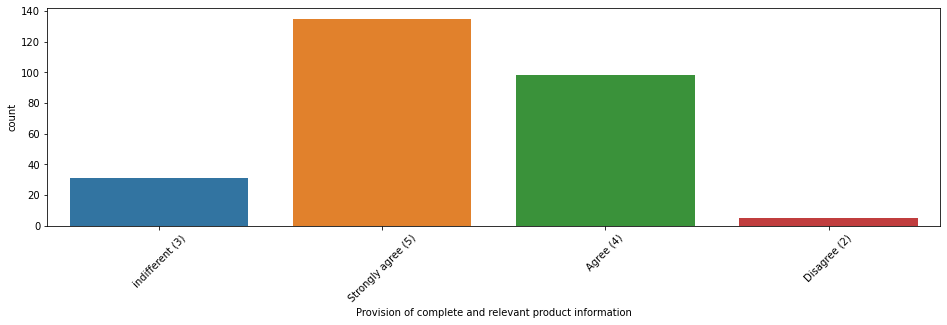 140
120
100
80
60
40
20
0
count
indifferent (3)
Strongly agree (5)
Agree (4)
Disagree (2)
Provision of complete and relevant product information